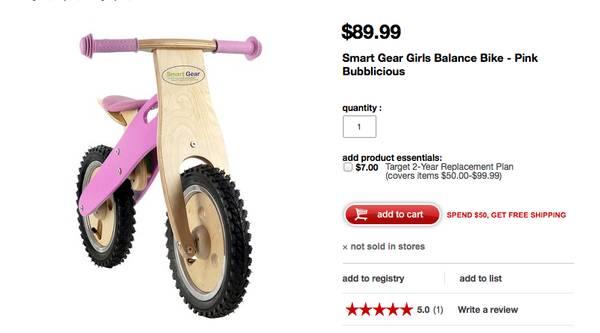 Smart Gear
$89.99
Smart Gear Girls Balance Bike - Pink
Bubblicious
quantity :
1
add product essentials:
$7.00 Target 2-Year Replacement Plan
(covers items $50.00-$99.99)
add to cart
SPEND $50, GET FREE SHIPPING
× not sold in stores
add to registry
add to list
5.0 (1)
Write a review